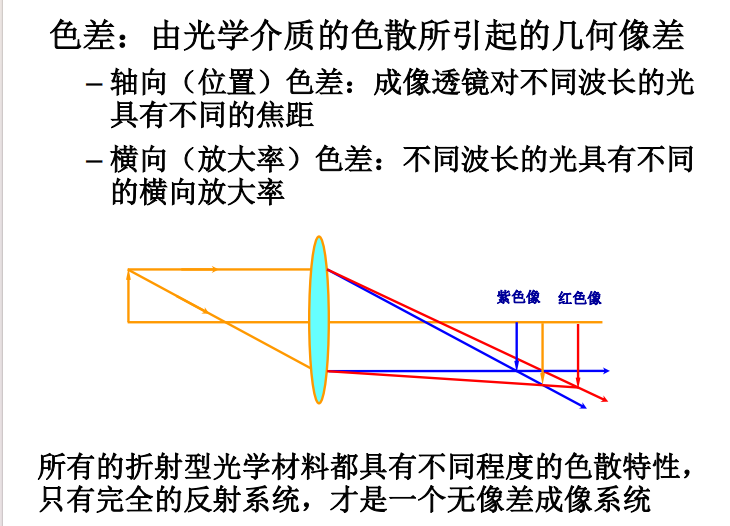 色差：由光学介质的色散所引起的几何像差
– 轴向（位置）色差：成像透镜对不同波长的光
具有不同的焦距
– 横向（放大率）色差：不同波长的光具有不同
的横向放大率
紫色像 红色像
所有的折射型光学材料都具有不同程度的色散特性，
只有完全的反射系统，才是一个无像差成像系统